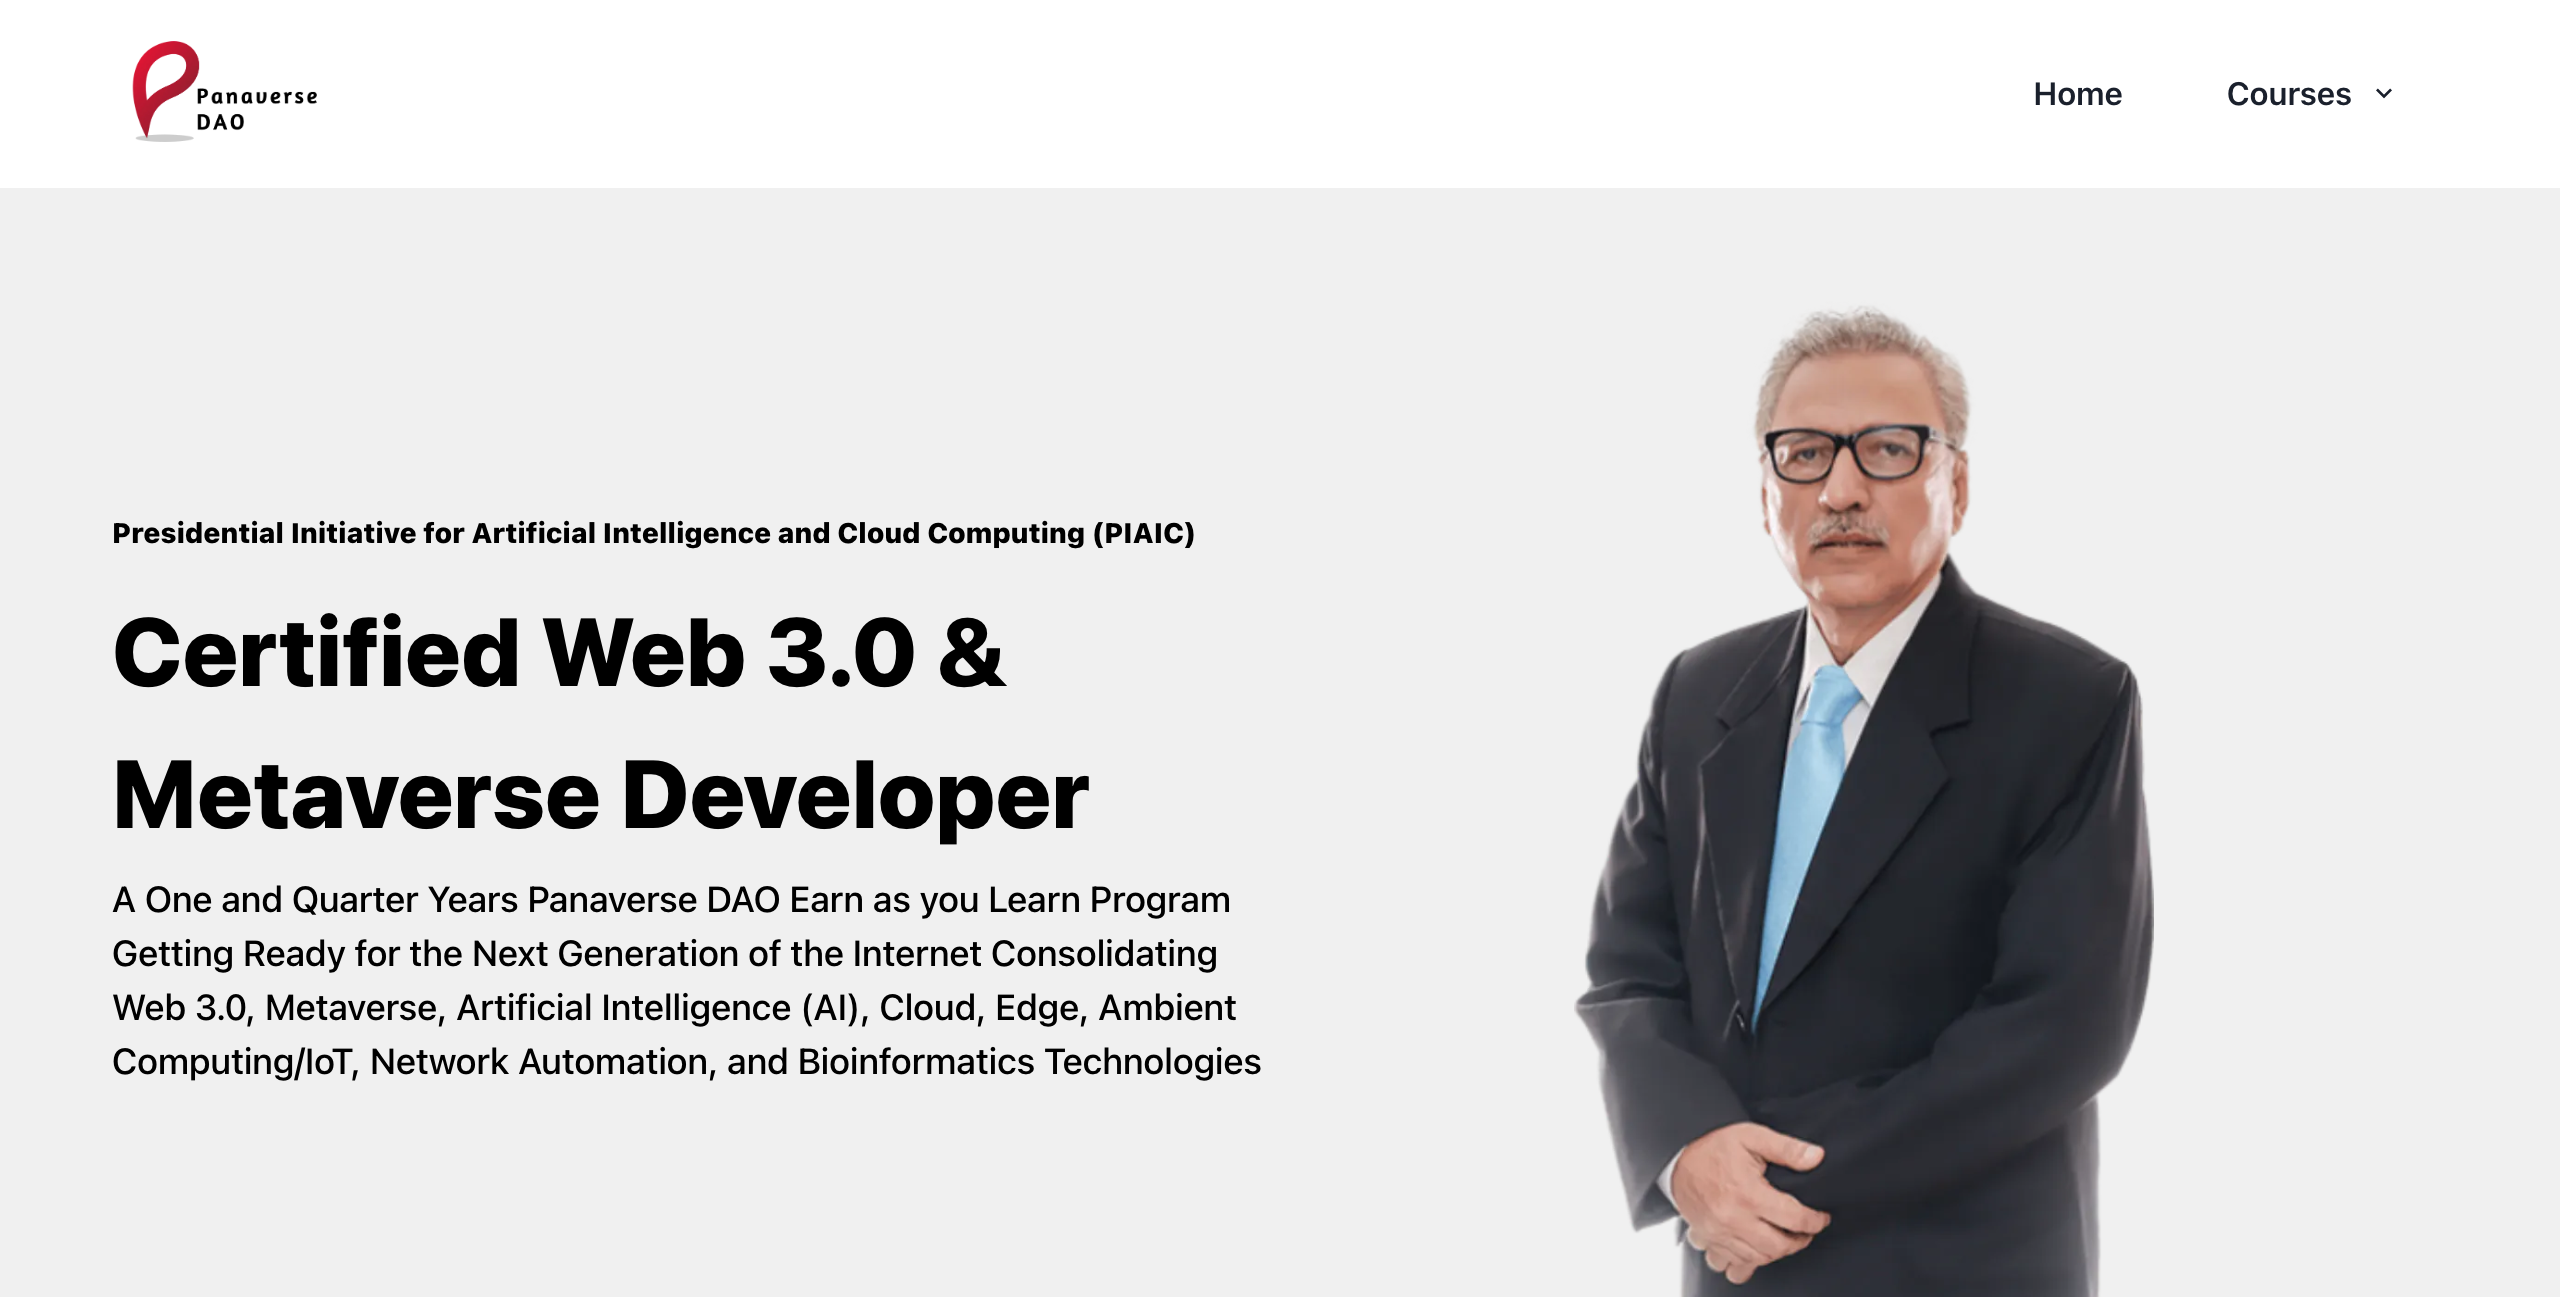 Panaverse
DAO
Home
Courses
Presidential Initiative for Artificial Intelligence and Cloud Computing (PIAIC)
Certified Web 3.0 &
Metaverse Developer
A One and Quarter Years Panaverse DAO Earn as you Learn Program
Getting Ready for the Next Generation of the Internet Consolidating
Web 3.0, Metaverse, Artificial Intelligence (AI), Cloud, Edge, Ambient
Computing/IoT, Network Automation, and Bioinformatics Technologies